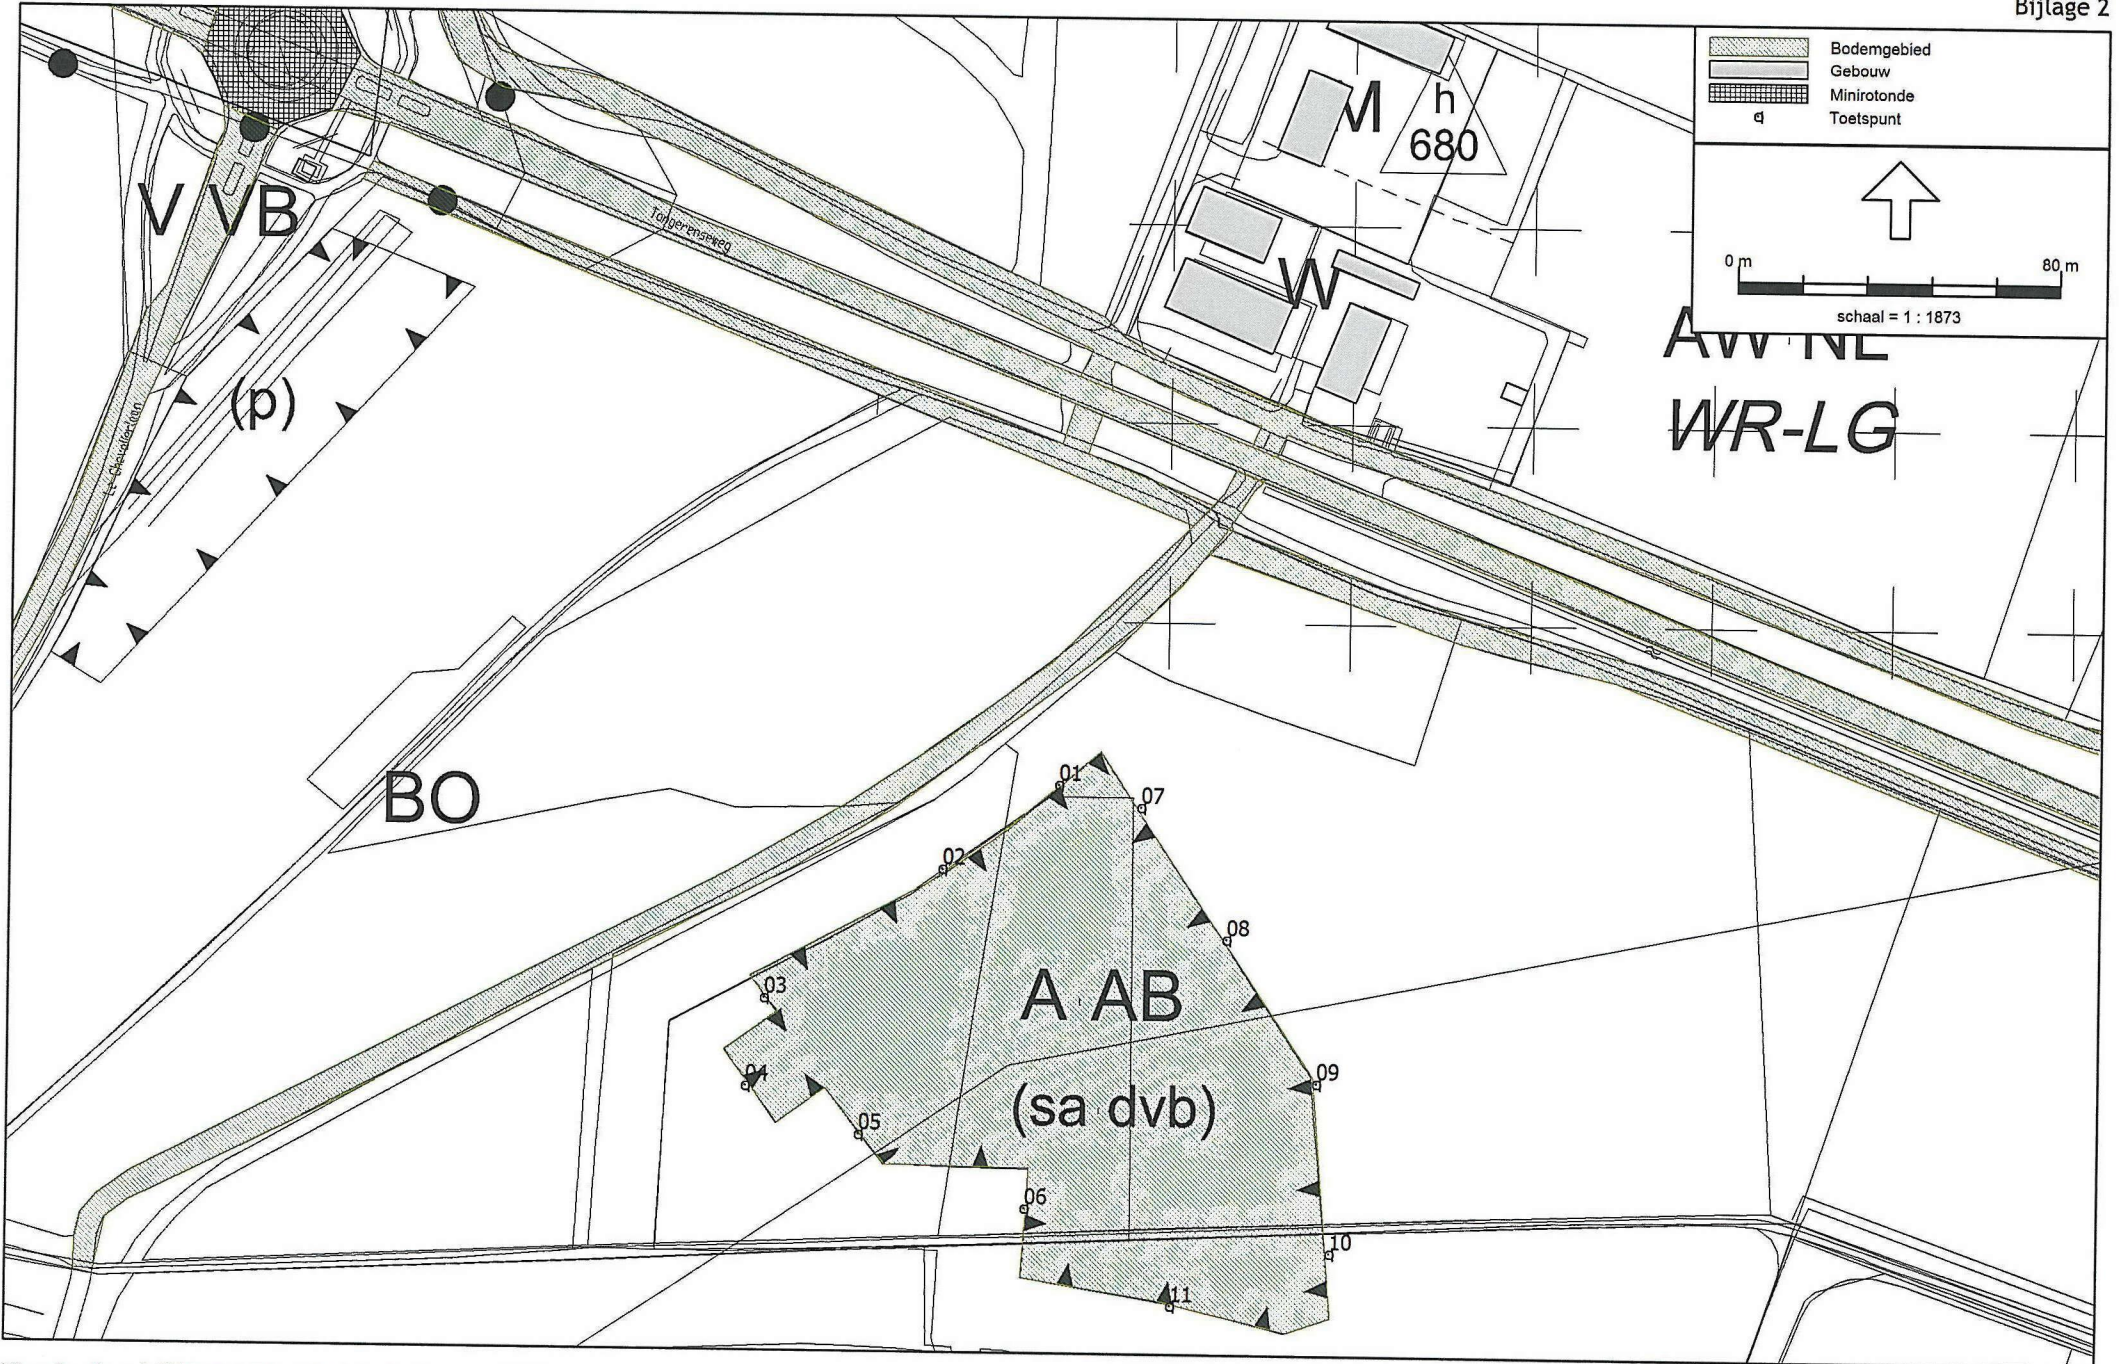 Bijlage 2
Bodemgebied
Gebouw
Minirotonde
Toetspunt
0 m 80 m
schaal = 1 : 1873
M
h
680
V VB
Tongerenseweg
W
AW NL
WR-LG
(p)
BO
01
07
02
08
03
A AB
04
09
(sa dvb)
05
06
10
11